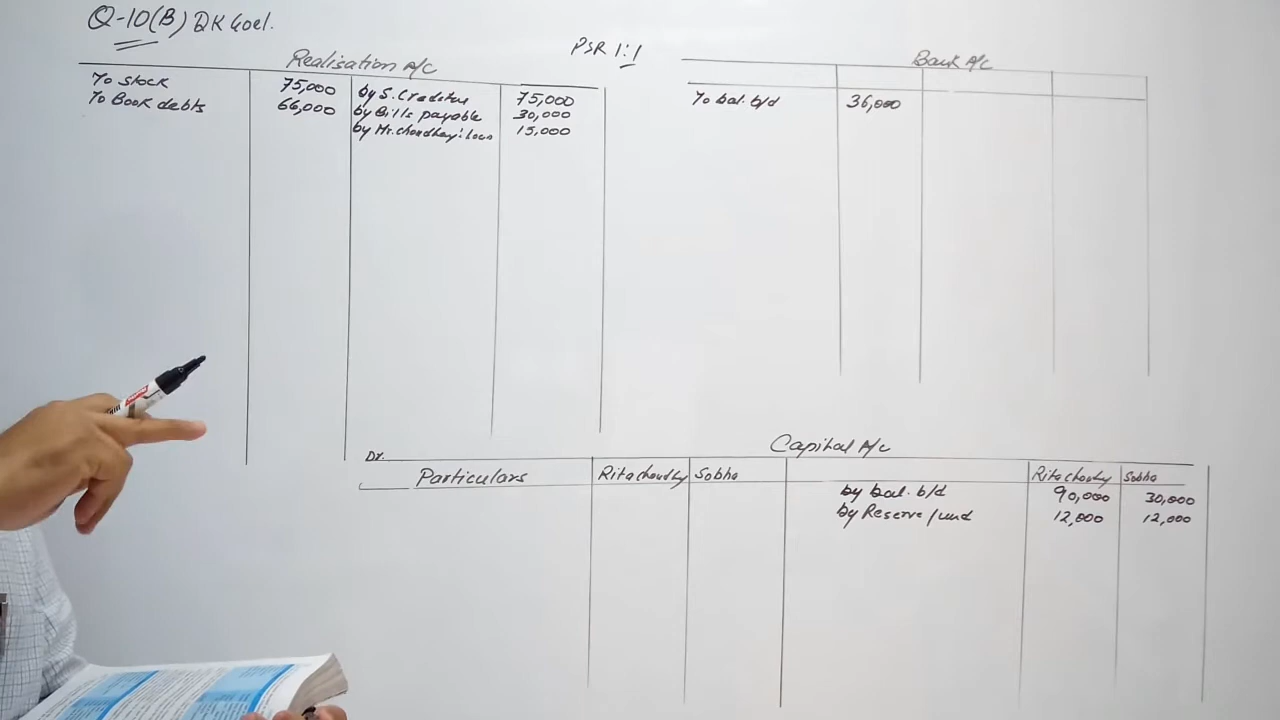 Q-10(B) DK Goel.
PSR 1:1
Realisation A/c
To Stock 75,000 by S. Creditors 75,000
To Book debts 66,000 by Bills payable 30,000
by Mr. Choudhary's loan 15,000
Bank A/c
To bal. b/d 36,000
Capital A/c
Dr.
Particulars Rita Choudhry Sobha Rita Choudhry Sobha
by bal. b/d 90,000 30,000
by Reserve fund 12,000 12,000